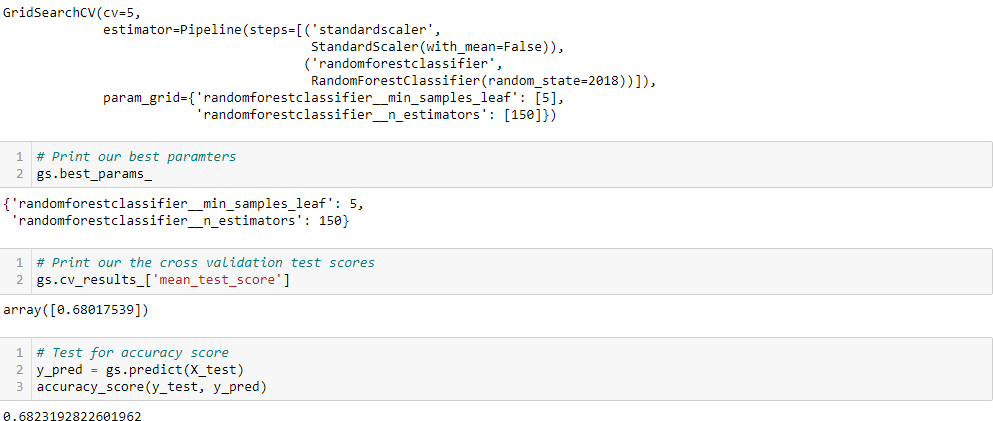 GridSearchCV(cv=5,
estimator=Pipeline(steps=[('standardscaler',
StandardScaler(with_mean=False)),
('randomforestclassifier',
RandomForestClassifier(random_state=2018))]),
param_grid={'randomforestclassifier__min_samples_leaf': [5],
'randomforestclassifier__n_estimators': [150]})
1 # Print our best paramters
2 gs.best_params_
{'randomforestclassifier__min_samples_leaf': 5,
'randomforestclassifier__n_estimators': 150}
1 # Print our the cross validation test scores
2 gs.cv_results_['mean_test_score']
array([0.68017539])
1 # Test for accuracy score
2 y_pred = gs.predict(X_test)
3 accuracy_score(y_test, y_pred)
0.6823192822601962